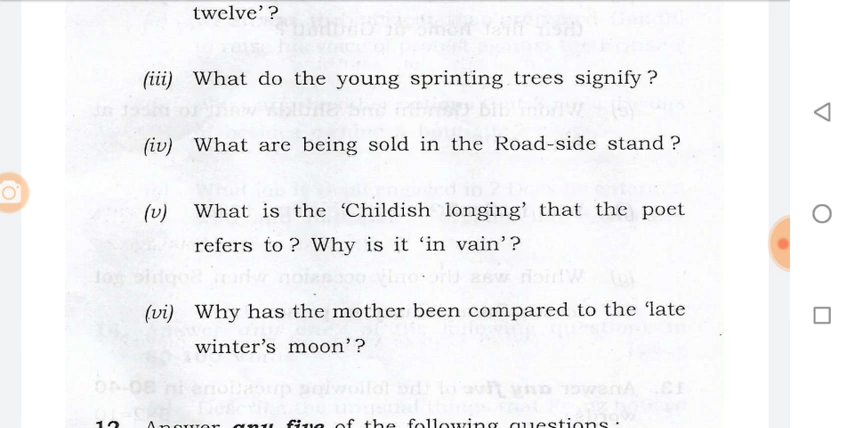 twelve’ ?
(iii) What do the young sprinting trees signify ?
(iv) What are being sold in the Road-side stand ?
(v) What is the ‘Childish longing’ that the poet
refers to ? Why is it ‘in vain’ ?
(vi) Why has the mother been compared to the ‘late
winter’s moon’ ?
12. Answer any five of the following questions :